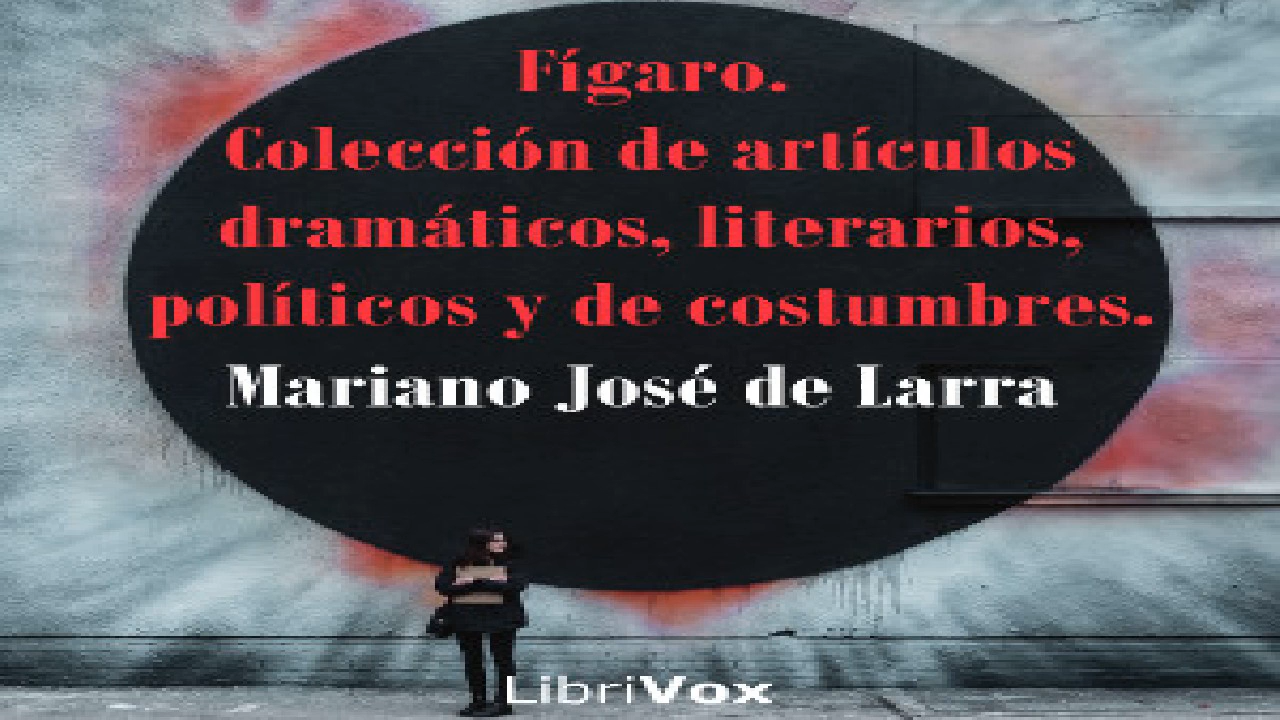 Fígaro.
Colección de artículos
dramáticos, literarios,
políticos y de costumbres.
Mariano José de Larra
LibriVox